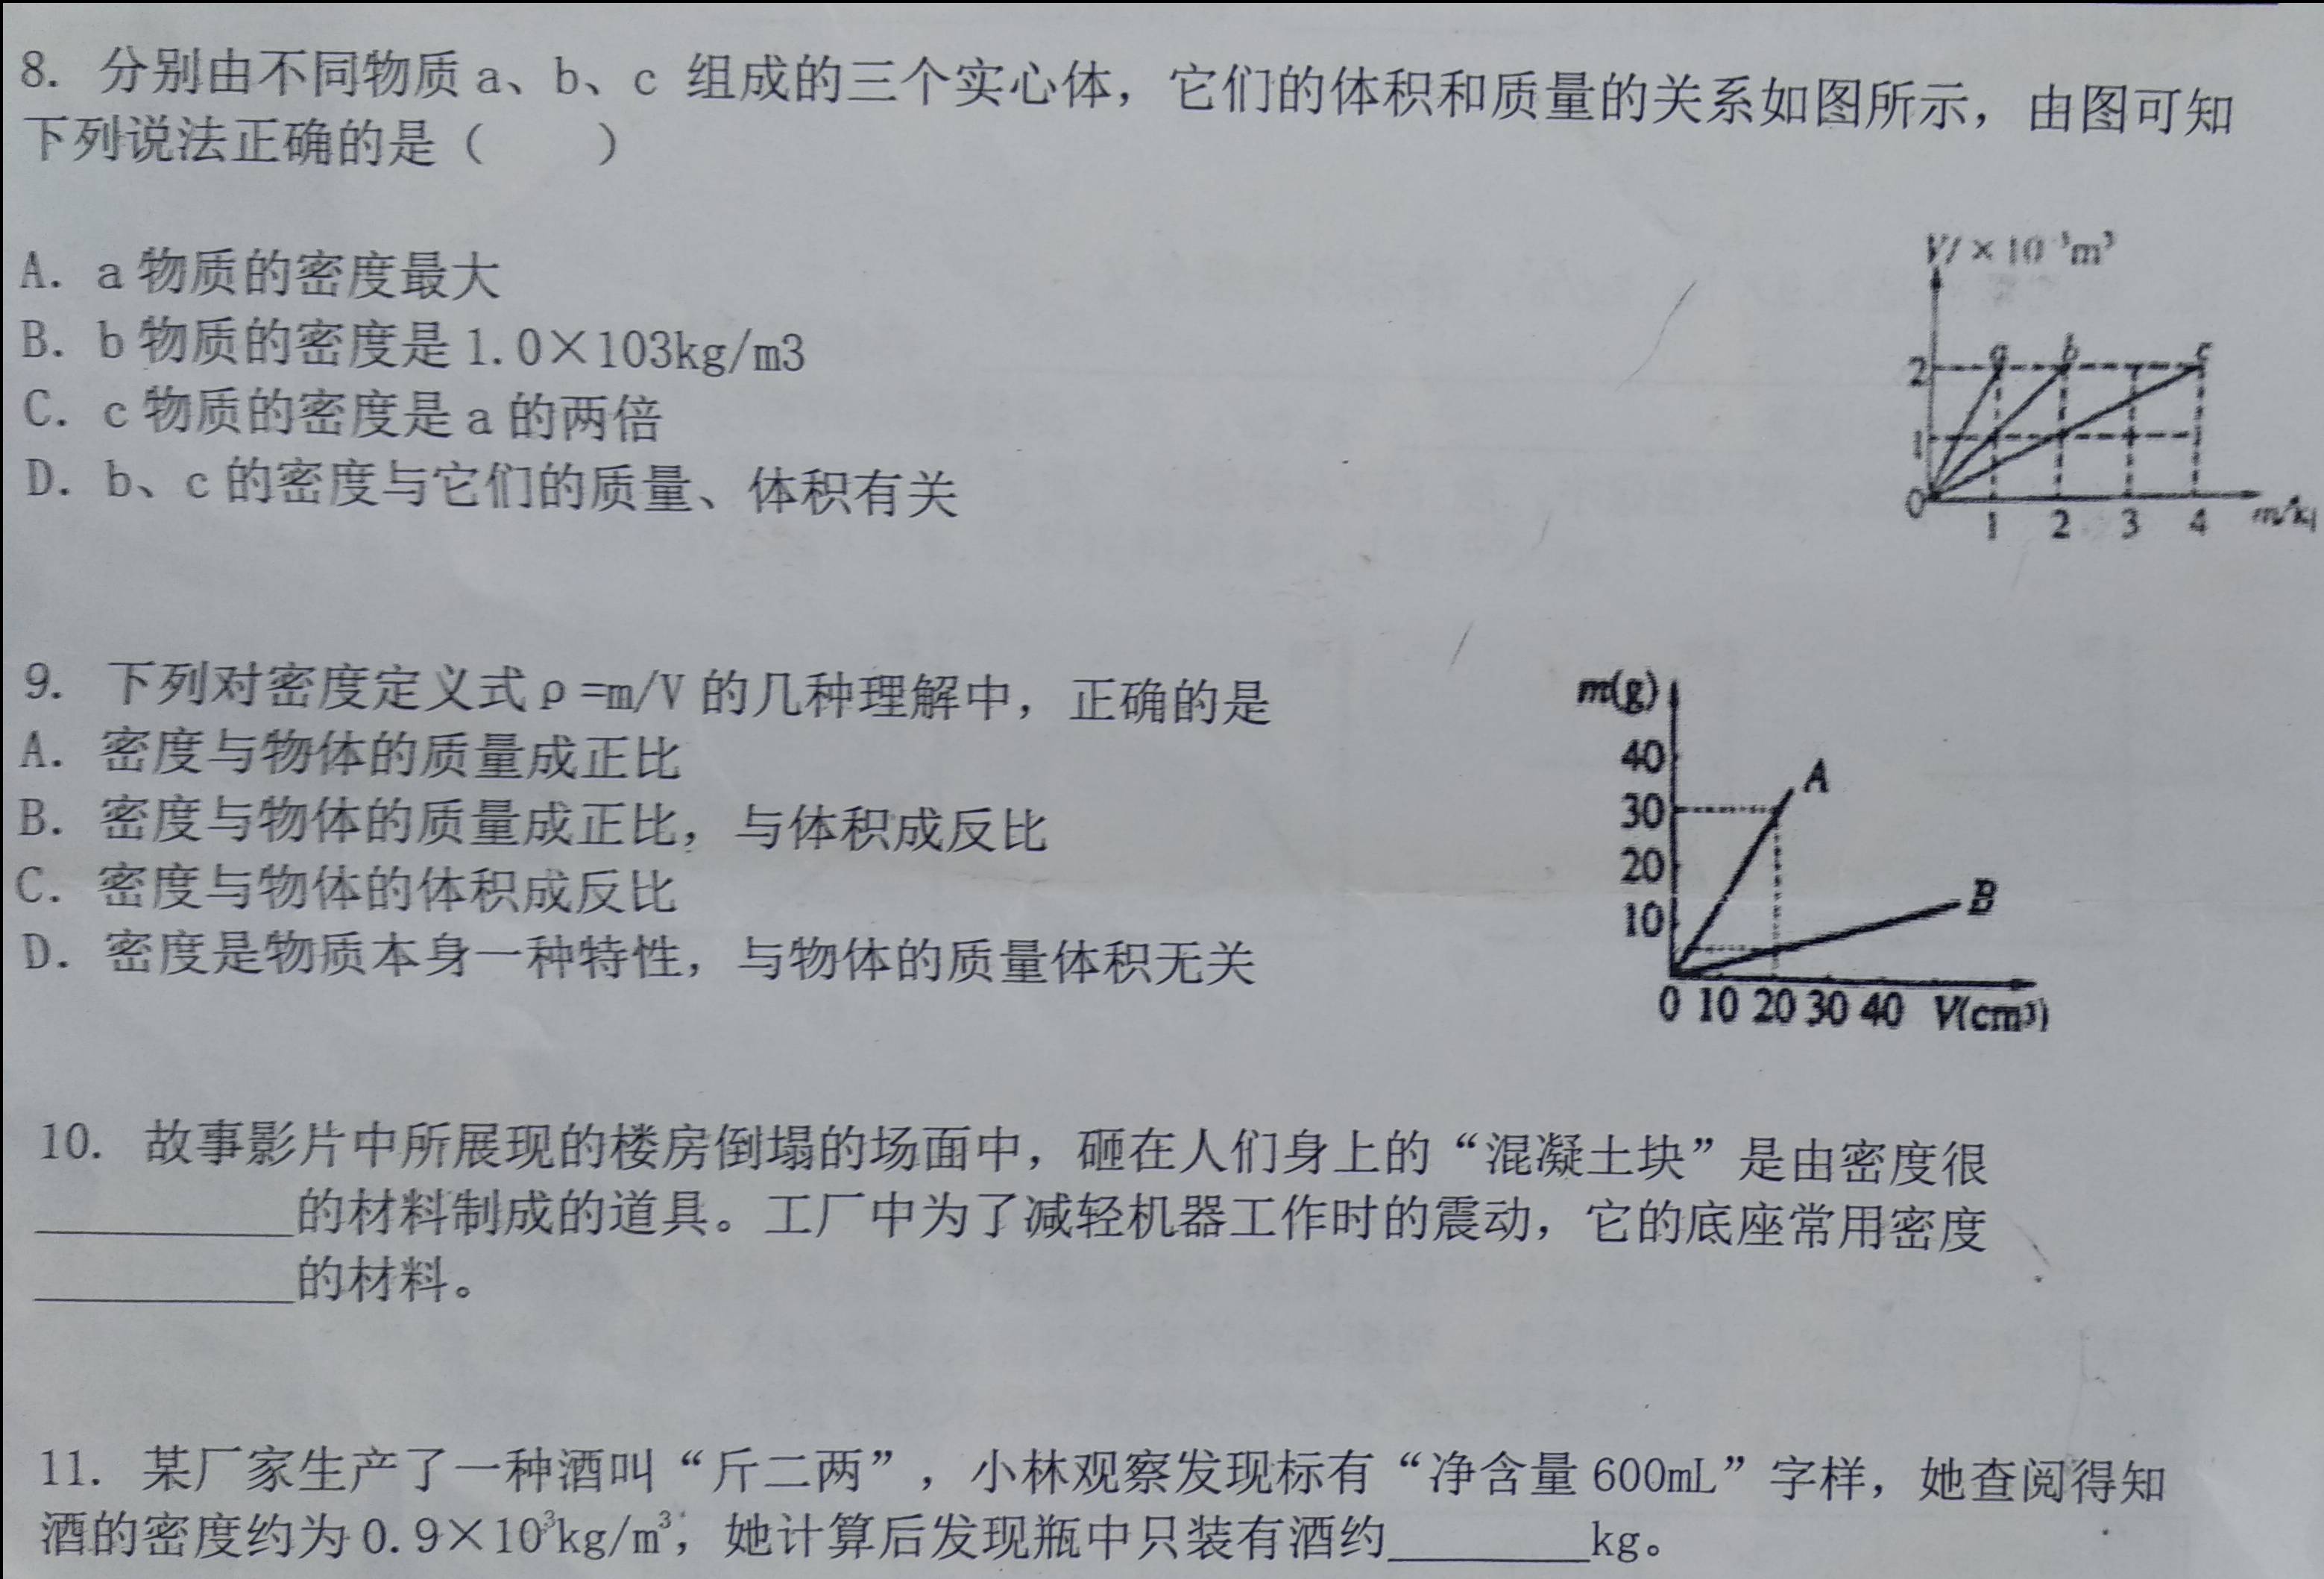 8. 分别由不同物质 a、b、c 组成的三个实心体，它们的体积和质量的关系如图所示，由图可知
下列说法正确的是（　　）
A. a 物质的密度最大
B. b 物质的密度是 1.0×103kg/m3
C. c 物质的密度是 a 的两倍
D. b、c 的密度与它们的质量、体积有关
V/×10⁻³m³
a b c
2
1
0 1 2 3 4
9. 下列对密度定义式 ρ=m/V 的几种理解中，正确的是
A. 密度与物体的质量成正比
B. 密度与物体的质量成正比，与体积成反比
C. 密度与物体的体积成反比
D. 密度是物质本身一种特性，与物体的质量体积无关
m(g)
40
30
20
10
A
B
0 10 20 30 40 V(cm³)
10. 故事影片中所展现的楼房倒塌的场面中，砸在人们身上的“混凝土块”是由密度很
__________的材料制成的道具。工厂中为了减轻机器工作时的震动，它的底座常用密度
__________的材料。
11. 某厂家生产了一种酒叫“斤二两”，小林观察发现标有“净含量 600mL”字样，她查阅得知
酒的密度约为 0.9×10³kg/m³，她计算后发现瓶中只装有酒约________kg。